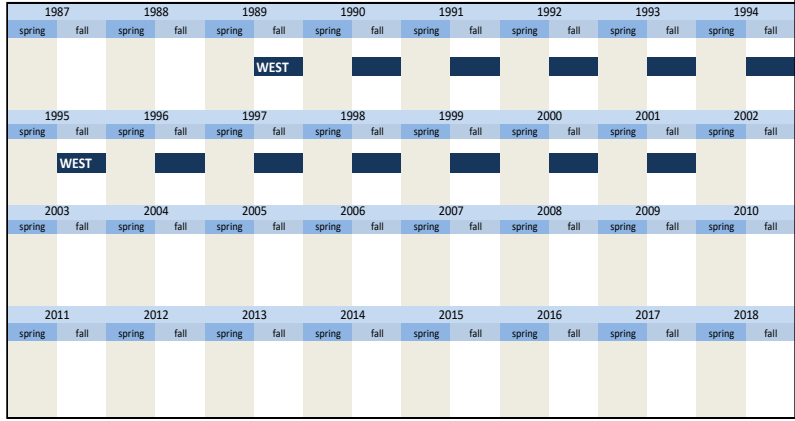 1987 1988 1989 1990 1991 1992 1993 1994
spring fall spring fall spring fall spring fall spring fall spring fall spring fall spring fall
WEST
1995 1996 1997 1998 1999 2000 2001 2002
spring fall spring fall spring fall spring fall spring fall spring fall spring fall spring fall
WEST
2003 2004 2005 2006 2007 2008 2009 2010
spring fall spring fall spring fall spring fall spring fall spring fall spring fall spring fall
2011 2012 2013 2014 2015 2016 2017 2018
spring fall spring fall spring fall spring fall spring fall spring fall spring fall spring fall